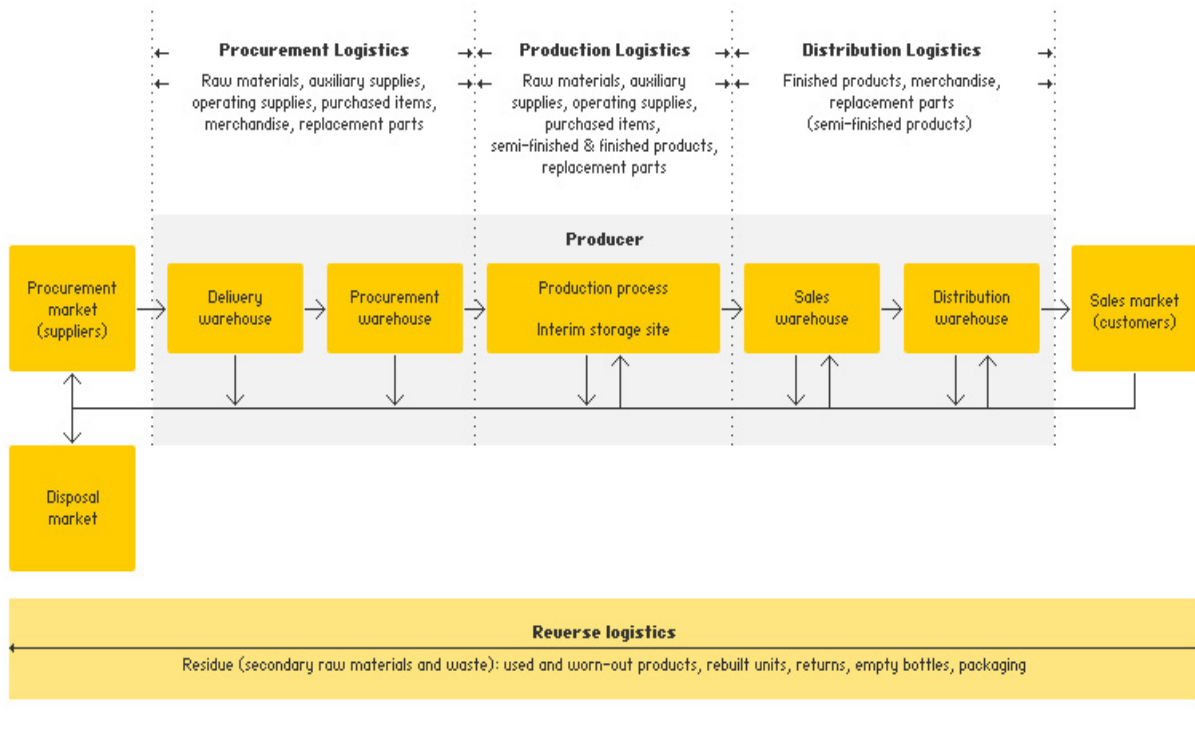 Procurement Logistics
Raw materials, auxiliary supplies,
operating supplies, purchased items,
merchandise, replacement parts
Production Logistics
Raw materials, auxiliary
supplies, operating supplies,
purchased items,
semi-finished & finished products,
replacement parts
Distribution Logistics
Finished products, merchandise,
replacement parts
(semi-finished products)
Producer
Procurement
market
(suppliers)
Delivery
warehouse
Procurement
warehouse
Production process
Interim storage site
Sales
warehouse
Distribution
warehouse
Sales market
(customers)
Disposal
market
Reverse logistics
Residue (secondary raw materials and waste): used and worn-out products, rebuilt units, returns, empty bottles, packaging